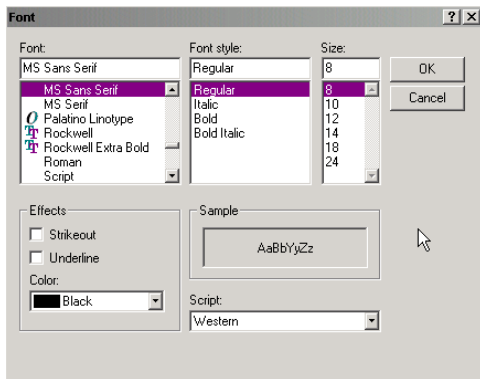 Font
Font:
MS Sans Serif
MS Sans Serif
MS Serif
Palatino Linotype
Rockwell
Rockwell Extra Bold
Roman
Script
Font style:
Regular
Regular
Italic
Bold
Bold Italic
Size:
8
8
10
12
14
18
24
OK
Cancel
Effects
Strikeout
Underline
Color:
Black
Sample
AaBbYyZz
Script:
Western